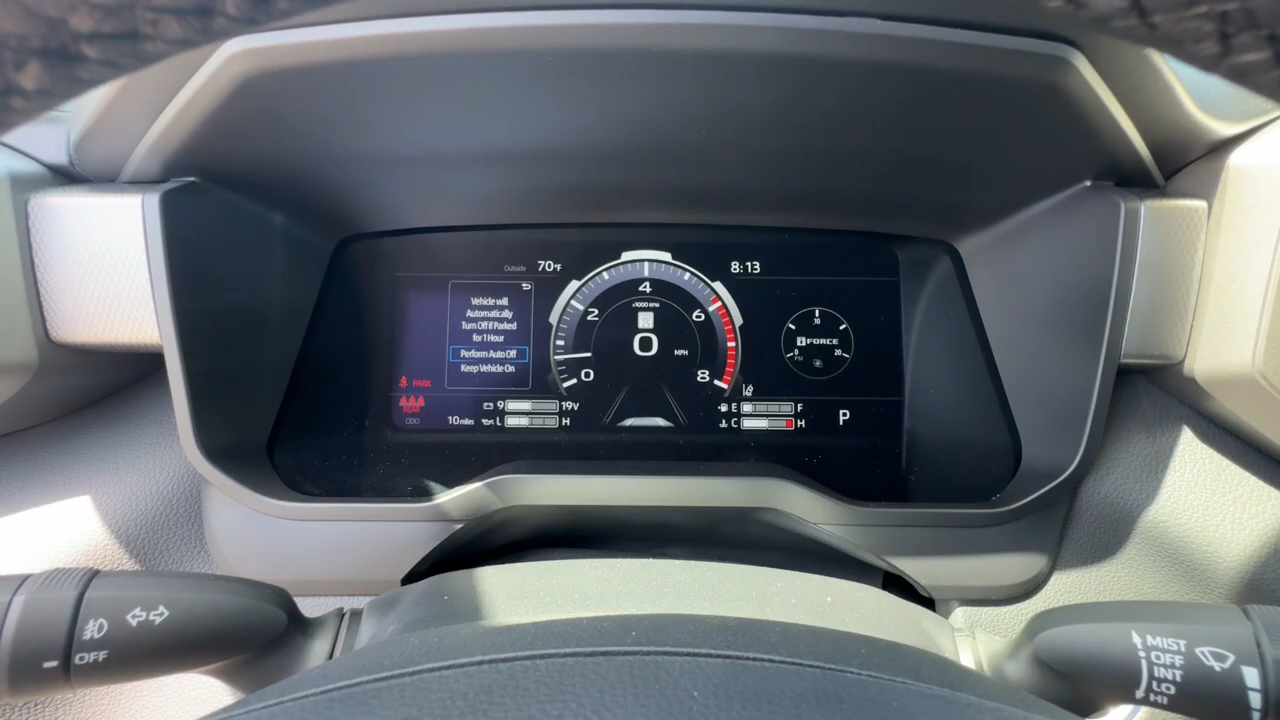 Outside 70°F
8:13
Vehicle will
Automatically
Turn Off if Parked
for 1 Hour
Perform Auto Off
Keep Vehicle On
PARK
REAR
ODO 10 miles
9 19V
L H
0
2
4
6
8
x1000 RPM
0 MPH
10
iFORCE
0 20
PSI
E F
C H
P
OFF
MIST
OFF
INT
LO
HI